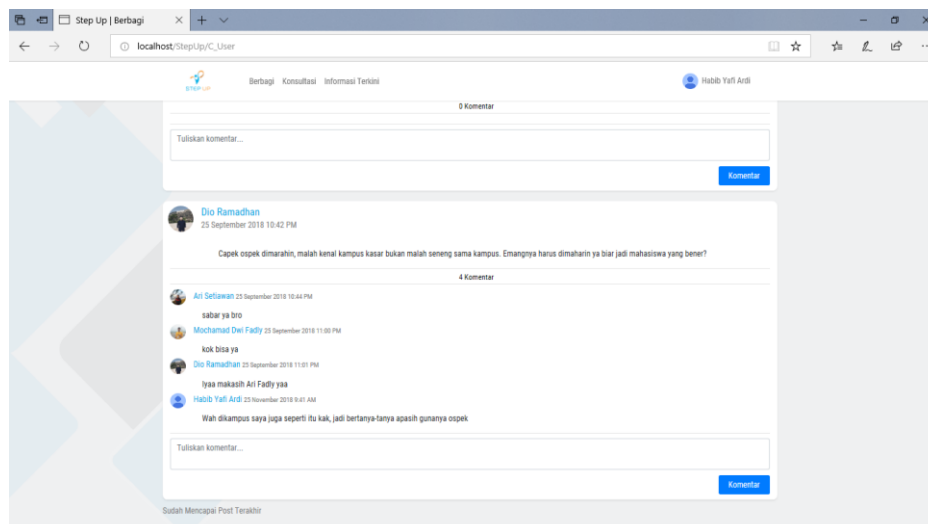 Step Up | Berbagi
localhost/StepUp/C_User
STEP UP
Berbagi Konsultasi Informasi Terkini
Habib Yafi Ardi
0 Komentar
Tuliskan komentar...
Komentar
Dio Ramadhan
25 September 2018 10:42 PM
Capek ospek dimarahin, malah kenal kampus kasar bukan malah seneng sama kampus. Emangnya harus dimaharin ya biar jadi mahasiswa yang bener?
4 Komentar
Ari Setiawan 25 September 2018 10:44 PM
sabar ya bro
Mochamad Dwi Fadly 25 September 2018 11:00 PM
kok bisa ya
Dio Ramadhan 25 September 2018 11:01 PM
Iyaa makasih Ari Fadly yaa
Habib Yafi Ardi 25 November 2018 9:41 AM
Wah dikampus saya juga seperti itu kak, jadi bertanya-tanya apasih gunanya ospek
Tuliskan komentar...
Komentar
Sudah Mencapai Post Terakhir